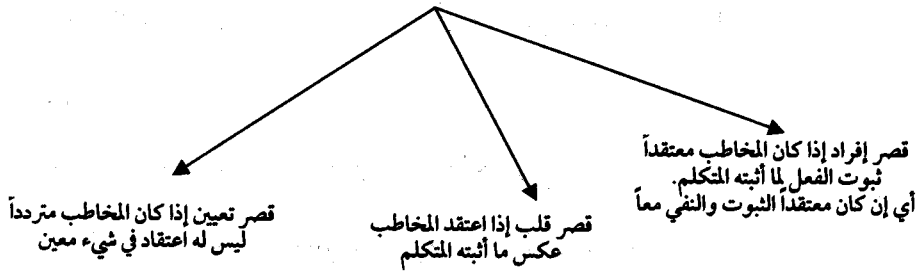 قصر إفراد إذا كان المخاطب معتقداً
ثبوت الفعل لما أثبته المتكلم.
أي إن كان معتقداً الثبوت والنفي معاً
قصر قلب إذا اعتقد المخاطب
عكس ما أثبته المتكلم
قصر تعيين إذا كان المخاطب متردداً
ليس له اعتقاد في شيء معين